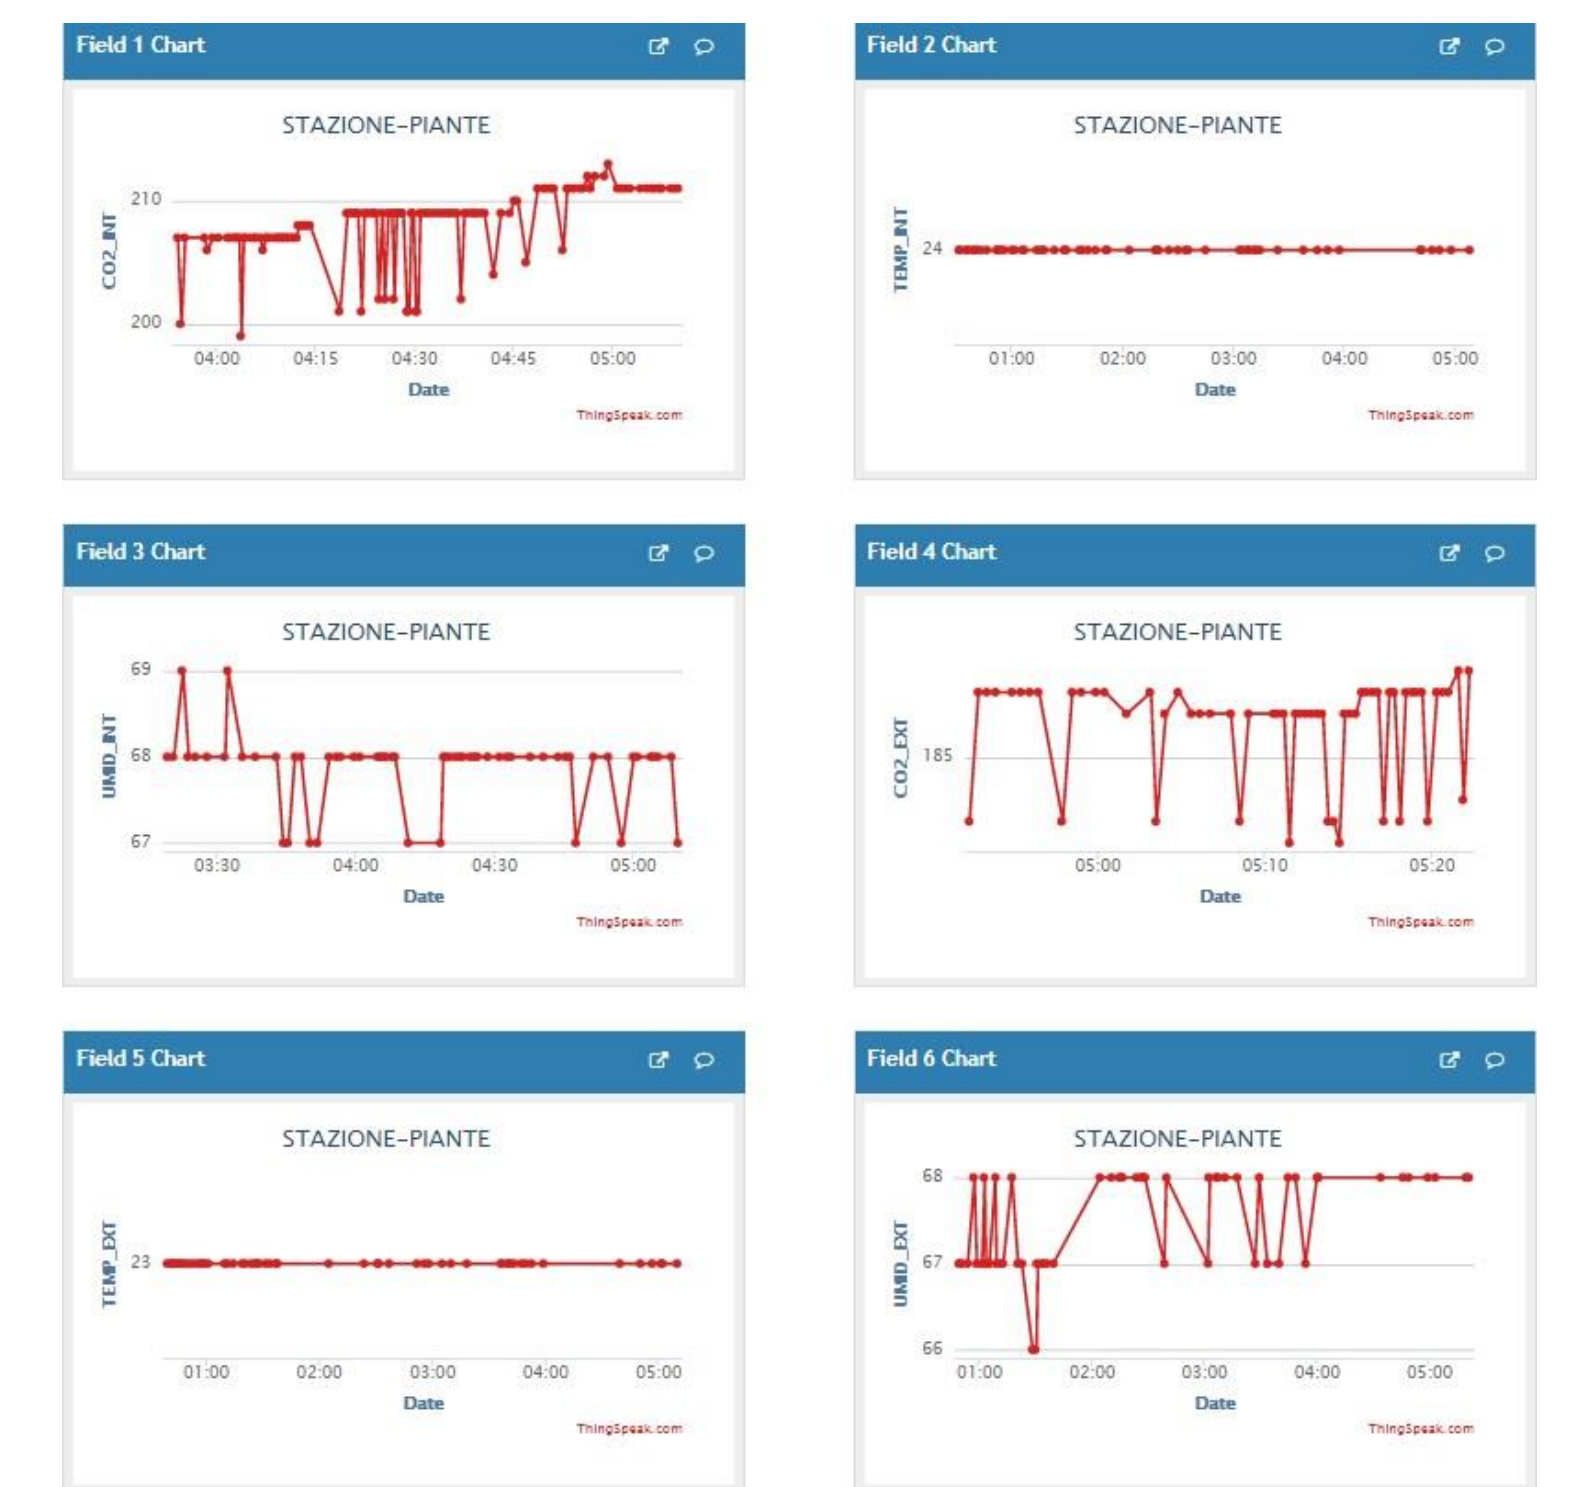 Field 1 Chart
STAZIONE-PIANTE
CO2_INT
210
200
04:00 04:15 04:30 04:45 05:00
Date
ThingSpeak.com
Field 2 Chart
STAZIONE-PIANTE
TEMP_INT
24
01:00 02:00 03:00 04:00 05:00
Date
ThingSpeak.com
Field 3 Chart
STAZIONE-PIANTE
UMID_INT
69
68
67
03:30 04:00 04:30 05:00
Date
ThingSpeak.com
Field 4 Chart
STAZIONE-PIANTE
CO2_EXT
185
05:00 05:10 05:20
Date
ThingSpeak.com
Field 5 Chart
STAZIONE-PIANTE
TEMP_EXT
23
01:00 02:00 03:00 04:00 05:00
Date
ThingSpeak.com
Field 6 Chart
STAZIONE-PIANTE
UMID_EXT
68
67
66
01:00 02:00 03:00 04:00 05:00
Date
ThingSpeak.com